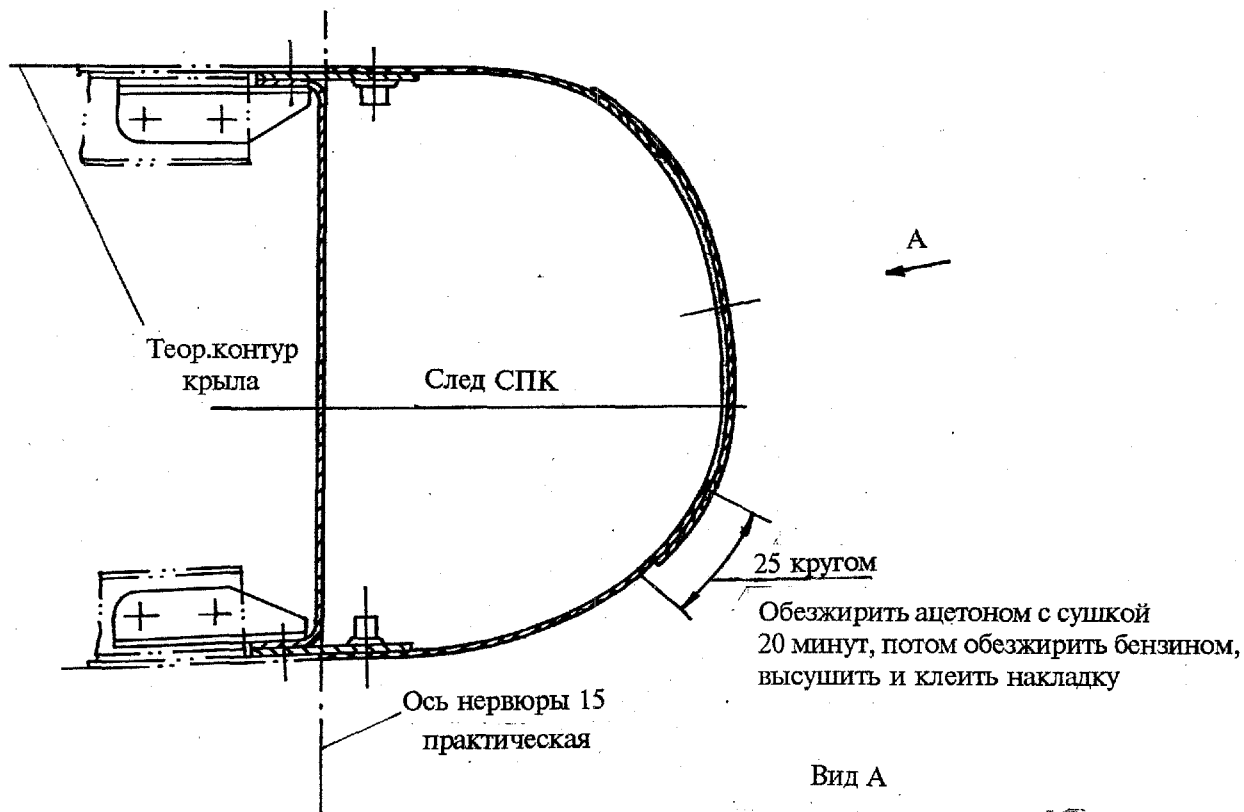 А
Теор.контур
крыла
След СПК
25 кругом
Обезжирить ацетоном с сушкой
20 минут, потом обезжирить бензином,
высушить и клеить накладку
Ось нервюры 15
практическая
Вид А